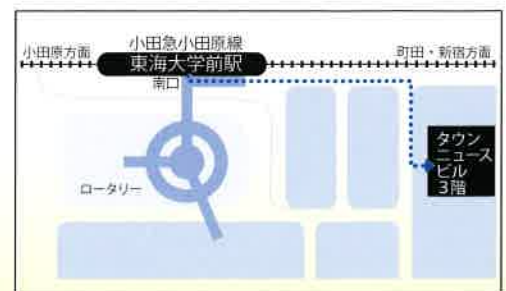 小田急小田原線
小田原方面
町田・新宿方面
東海大学前駅
南口
ロータリー
タウン
ニュース
ビル
3階